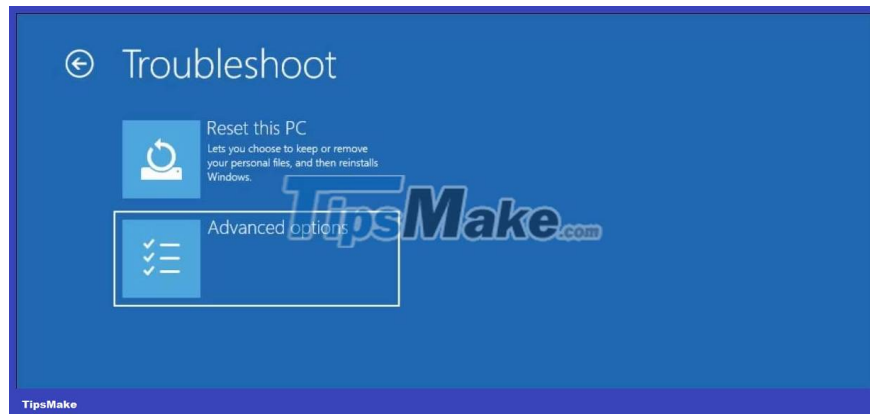 Troubleshoot
Reset this PC
Lets you choose to keep or remove
your personal files, and then reinstalls
Windows.
Advanced options
TipsMake.com
TipsMake